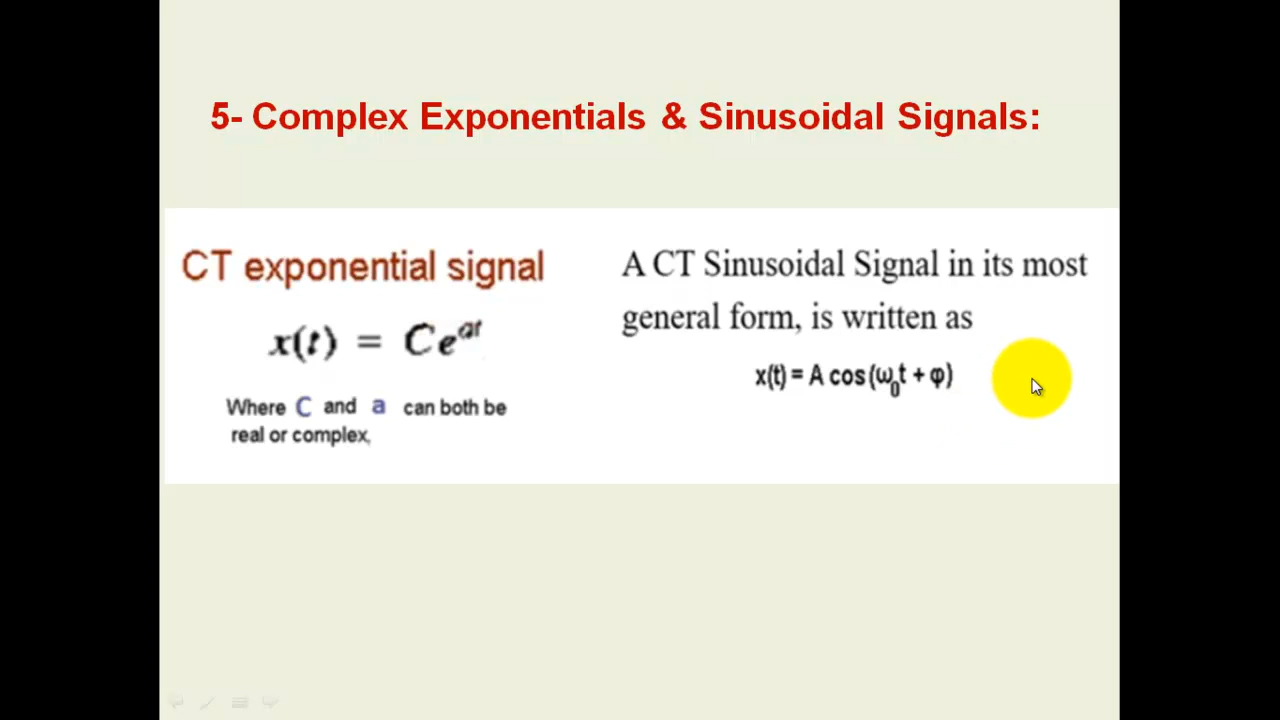 5- Complex Exponentials & Sinusoidal Signals:
CT exponential signal
x(t) = Ce^{at}
Where C and a can both be
real or complex,
A CT Sinusoidal Signal in its most
general form, is written as
x(t) = A cos(ω₀t + φ)